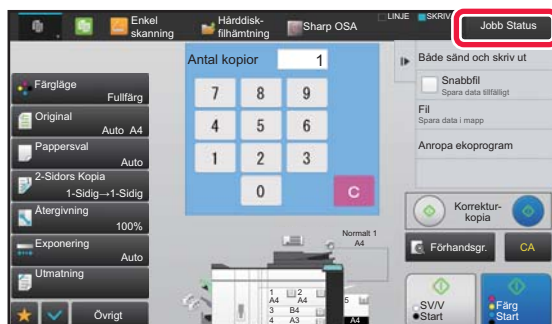 Enkel
skanning
Hårddisk-
filhämtning
Sharp OSA
LINJE
SKRIV
Jobb Status
Färgläge
Fullfärg
Original
Auto A4
Pappersval
Auto
2-Sidors Kopia
1-Sidig→1-Sidig
Återgivning
100%
Exponering
Auto
Utmatning
Övrigt
Antal kopior 1
7 8 9
4 5 6
1 2 3
0 C
Normalt 1
A4
1 2
A4 A4
3 B4
4 A3
5
A4
Både sänd och skriv ut
Snabbfil
Spara data tillfälligt
Fil
Spara data i mapp
Anropa ekoprogram
Korrektur-
kopia
Förhandsgr. CA
SV/V
Start
Färg
Start